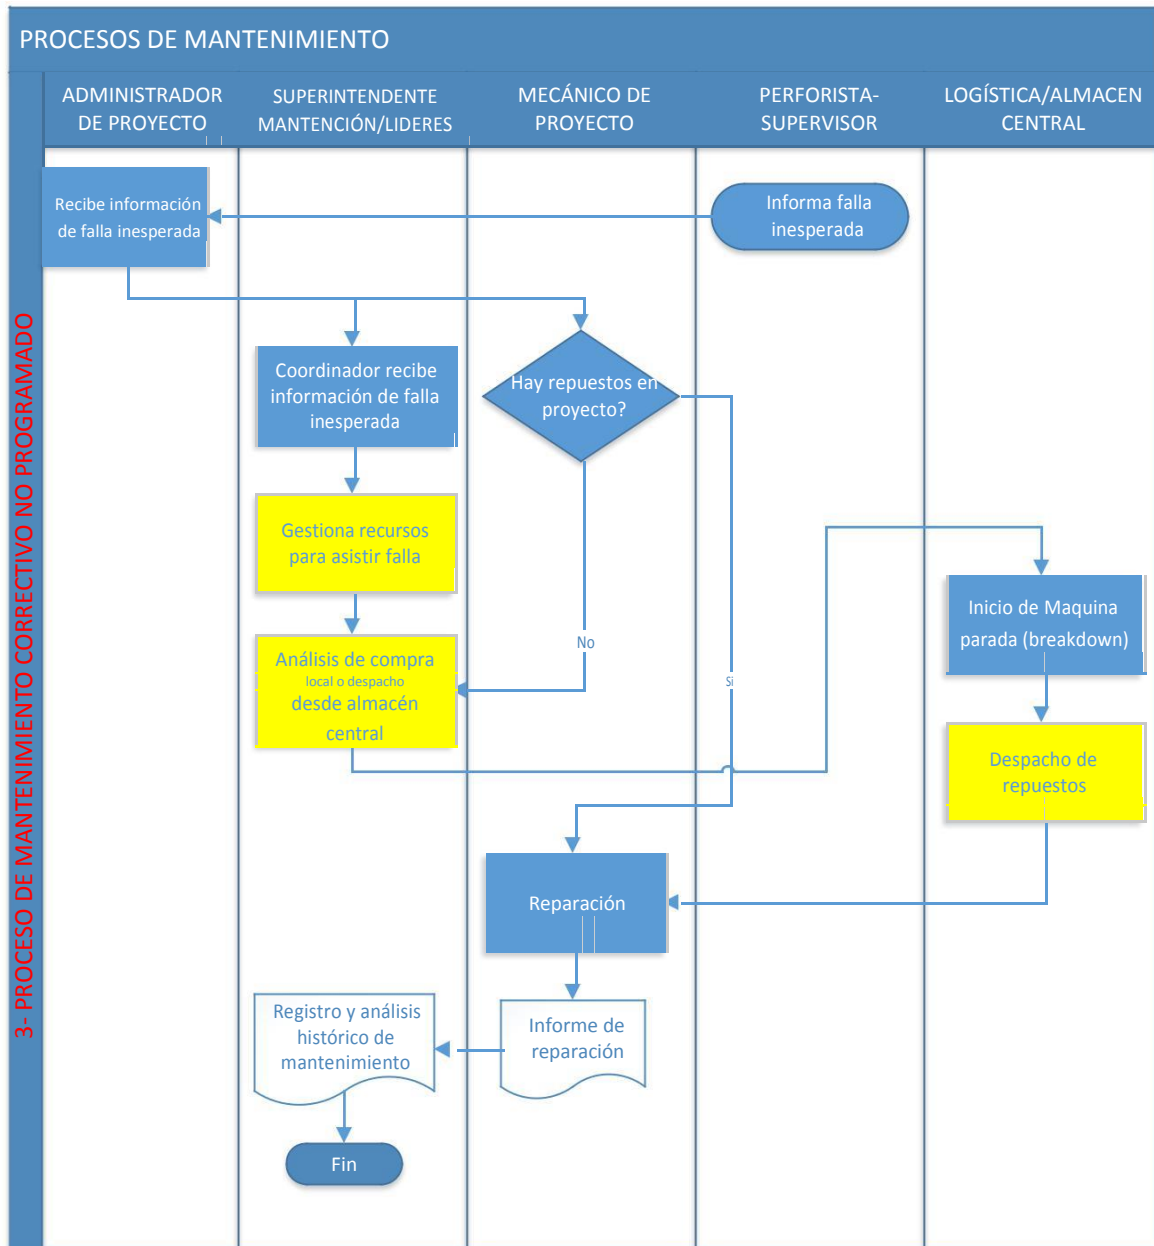 PROCESOS DE MANTENIMIENTO
3- PROCESO DE MANTENIMIENTO CORRECTIVO NO PROGRAMADO
ADMINISTRADOR
DE PROYECTO
SUPERINTENDENTE
MANTENCIÓN/LIDERES
MECÁNICO DE
PROYECTO
PERFORISTA-
SUPERVISOR
LOGÍSTICA/ALMACEN
CENTRAL
Recibe información
de falla inesperada
Informa falla
inesperada
Coordinador recibe
información de falla
inesperada
Hay repuestos en
proyecto?
Gestiona recursos
para asistir falla
Inicio de Maquina
parada (breakdown)
No
Si
Análisis de compra
local o despacho
desde almacén
central
Despacho de
repuestos
Reparación
Registro y análisis
histórico de
mantenimiento
Informe de
reparación
Fin